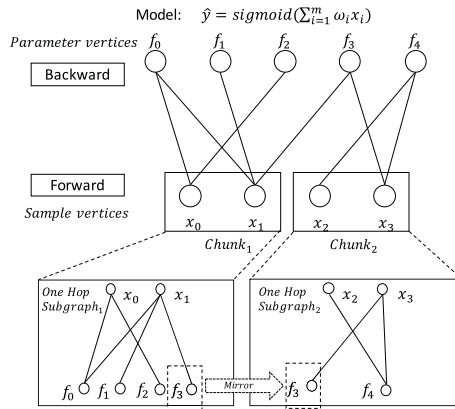 Model: ŷ = sigmoid(∑ᵢ₌₁ᵐ ωᵢxᵢ)
Parameter vertices f₀ f₁ f₂ f₃ f₄
Backward
Forward
Sample vertices x₀ x₁ x₂ x₃
Chunk₁ Chunk₂
One Hop Subgraph₁ x₀ x₁
One Hop Subgraph₂ x₂ x₃
f₀ f₁ f₂ f₃ Mirror f₃ f₄